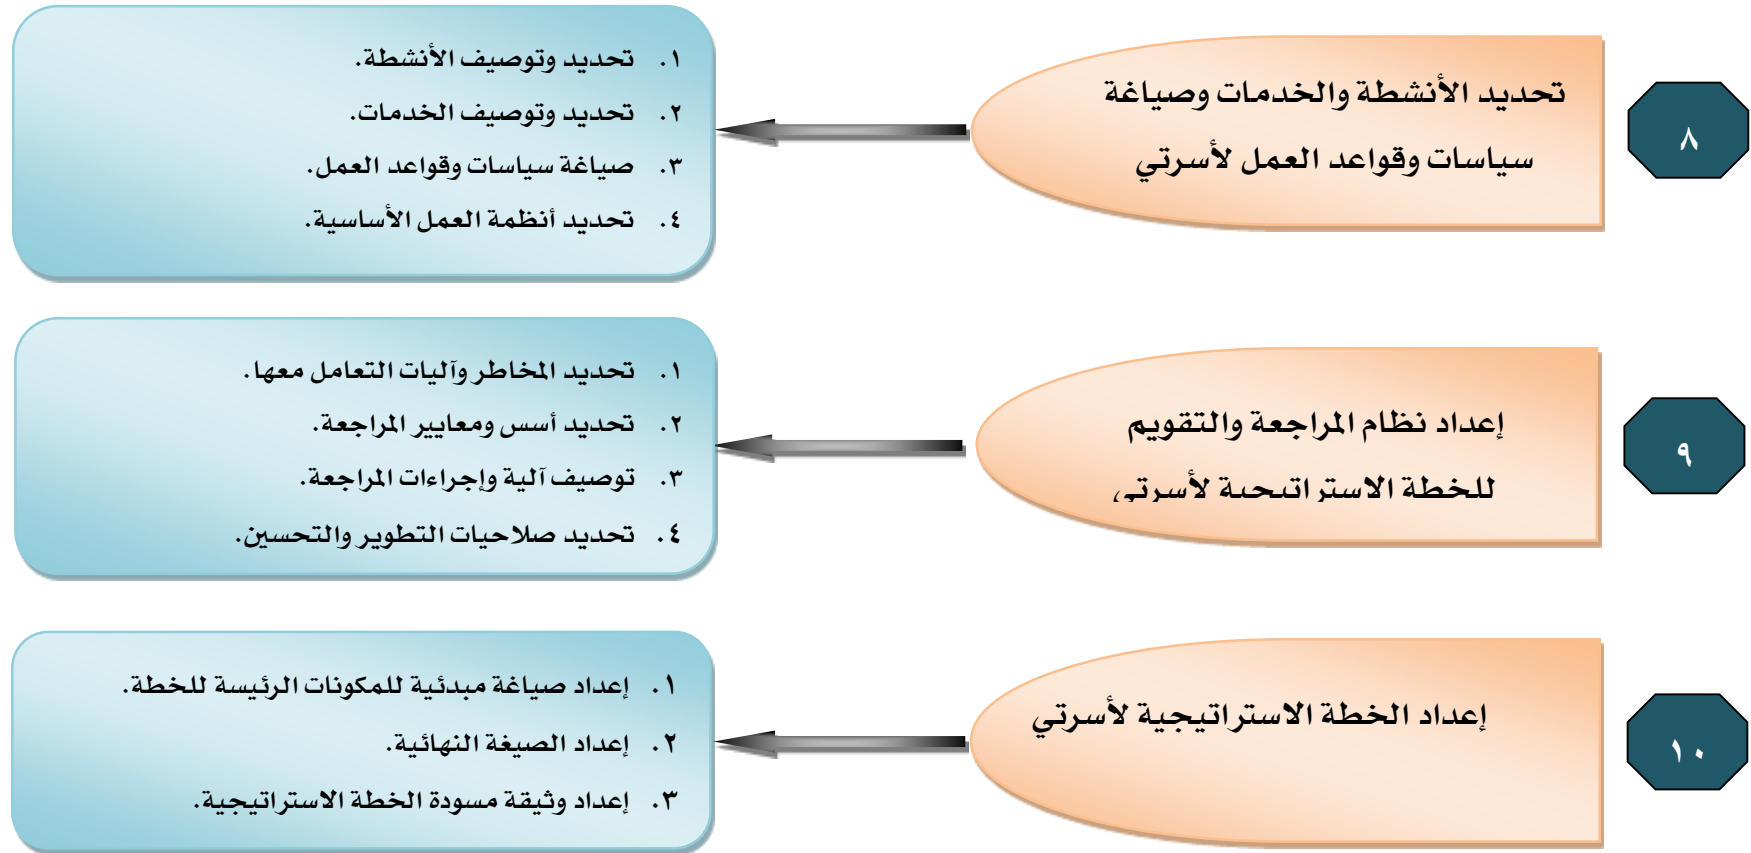 ٨
تحديد الأنشطة والخدمات وصياغة
سياسات وقواعد العمل لأسرتي
١. تحديد وتوصيف الأنشطة.
٢. تحديد وتوصيف الخدمات.
٣. صياغة سياسات وقواعد العمل.
٤. تحديد أنظمة العمل الأساسية.
٩
إعداد نظام المراجعة والتقويم
للخطة الاستراتيجية لأسرتي
١. تحديد المخاطر وآليات التعامل معها.
٢. تحديد أسس ومعايير المراجعة.
٣. توصيف آلية وإجراءات المراجعة.
٤. تحديد صلاحيات التطوير والتحسين.
١٠
إعداد الخطة الاستراتيجية لأسرتي
١. إعداد صياغة مبدئية للمكونات الرئيسة للخطة.
٢. إعداد الصيغة النهائية.
٣. إعداد وثيقة مسودة الخطة الاستراتيجية.